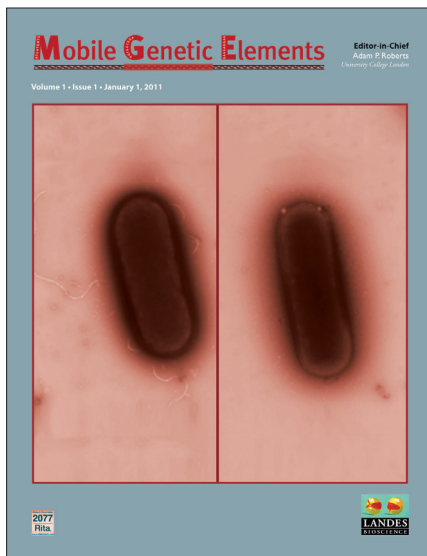 Mobile Genetic Elements
Editor-in-Chief
Adam P. Roberts
University College London
Volume 1 • Issue 1 • January 1, 2011
2077
Rita.
LANDES
BIOSCIENCE